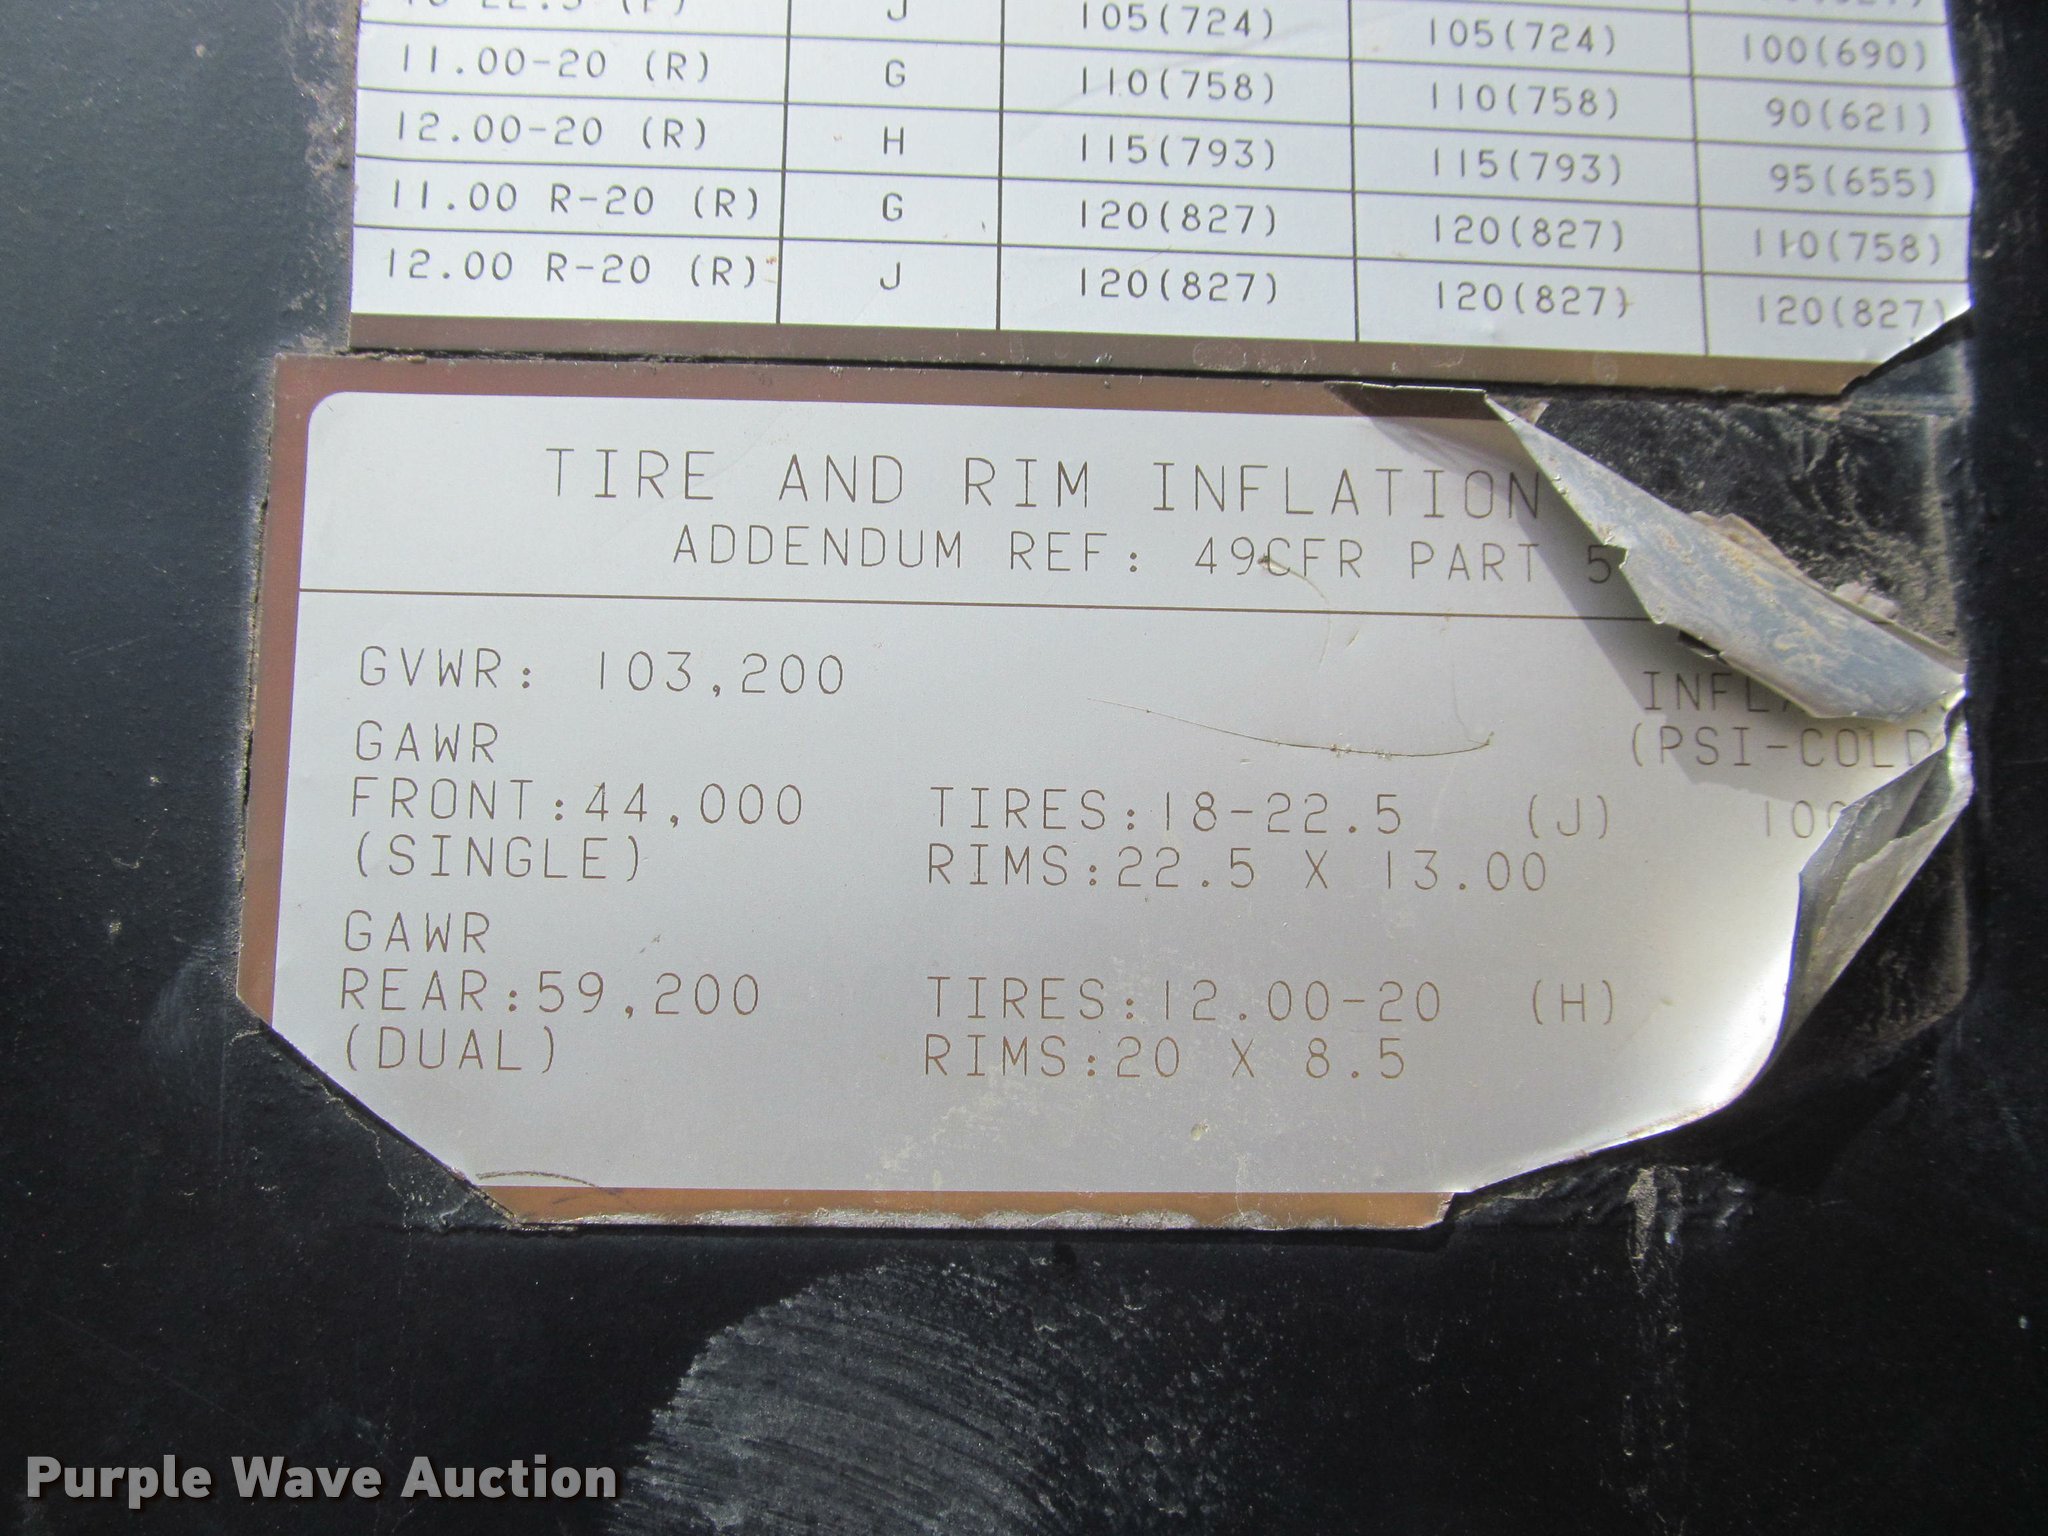 J 105(724) 105(724) 100(690)
11.00-20 (R) G 110(758) 110(758) 90(621)
12.00-20 (R) H 115(793) 115(793) 95(655)
11.00 R-20 (R) G 120(827) 120(827) 110(758)
12.00 R-20 (R) J 120(827) 120(827) 120(827)
TIRE AND RIM INFLATION
ADDENDUM REF: 49CFR PART 5
GVWR: 103,200
GAWR (PSI-COLD
FRONT:44,000 TIRES:18-22.5 (J) 100
(SINGLE) RIMS:22.5 X 13.00
GAWR
REAR:59,200 TIRES:12.00-20 (H)
(DUAL) RIMS:20 X 8.5
Purple Wave Auction